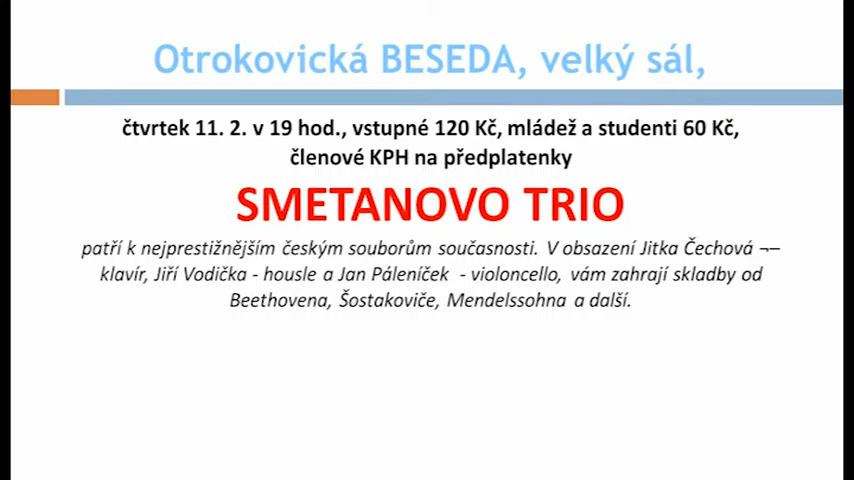 Otrokovická BESEDA, velký sál,
čtvrtek 11. 2. v 19 hod., vstupné 120 Kč, mládež a studenti 60 Kč,
členové KPH na předplatenky
SMETANOVO TRIO
patří k nejprestižnějším českým souborům současnosti. V obsazení Jitka Čechová ¬–
klavír, Jiří Vodička - housle a Jan Páleníček - violoncello, vám zahrají skladby od
Beethovena, Šostakoviče, Mendelssohna a další.